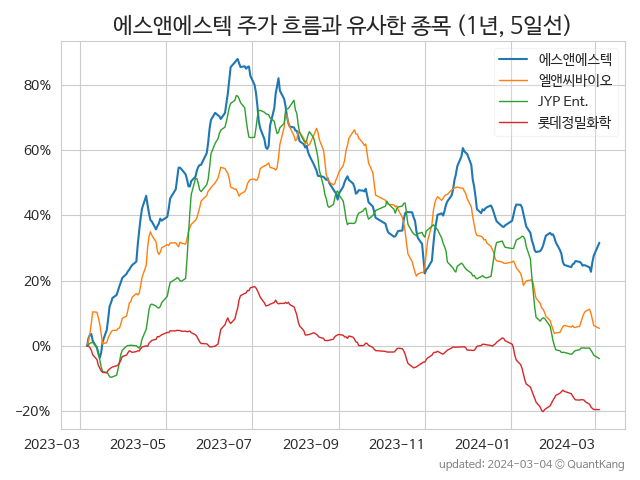 에스앤에스텍 주가 흐름과 유사한 종목 (1년, 5일선)
에스앤에스텍
엘앤씨바이오
JYP Ent.
롯데정밀화학
80%
60%
40%
20%
0%
−20%
2023-03 2023-05 2023-07 2023-09 2023-11 2024-01 2024-03
updated: 2024-03-04 © QuantKang